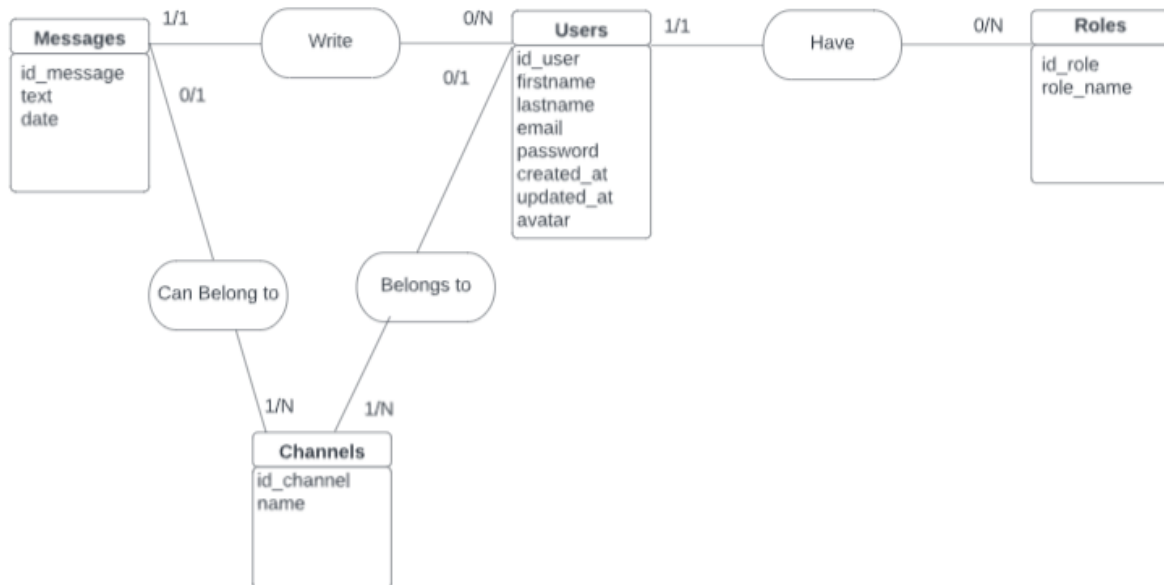 1/1
0/N
1/1
0/N
Messages
Write
Users
Have
Roles
id_message
text
date
0/1
0/1
id_user
firstname
lastname
email
password
created_at
updated_at
avatar
id_role
role_name
Can Belong to
Belongs to
1/N
1/N
Channels
id_channel
name